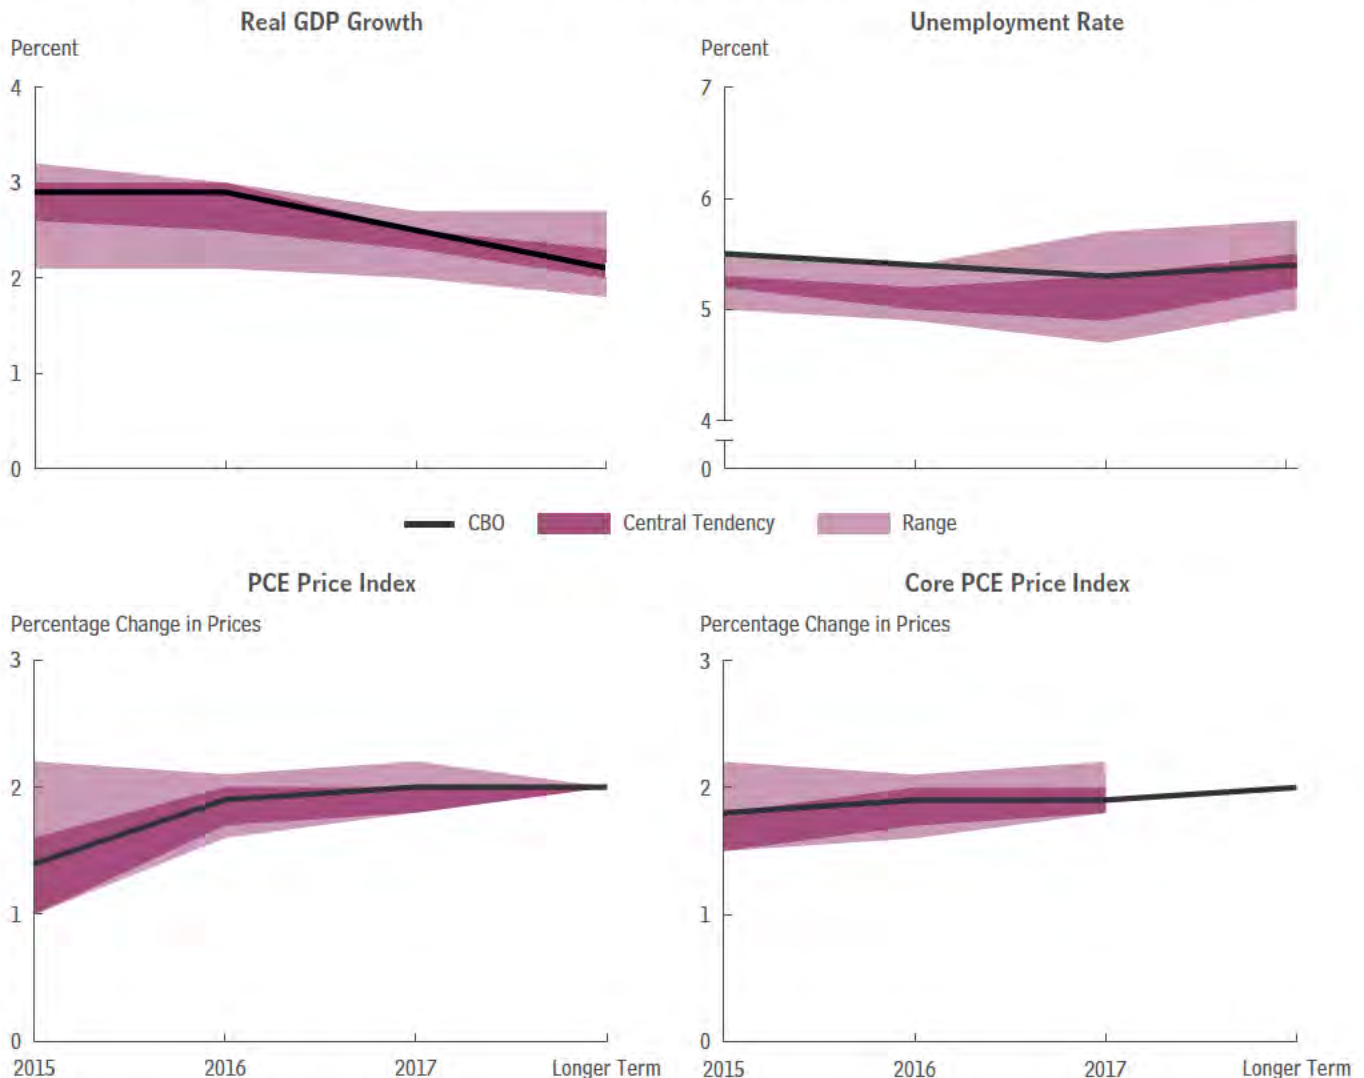 Real GDP Growth
Percent
4
3
2
1
0
Unemployment Rate
Percent
7
6
5
4
0
CBO Central Tendency Range
PCE Price Index
Percentage Change in Prices
3
2
1
0
2015 2016 2017 Longer Term
Core PCE Price Index
Percentage Change in Prices
3
2
1
0
2015 2016 2017 Longer Term